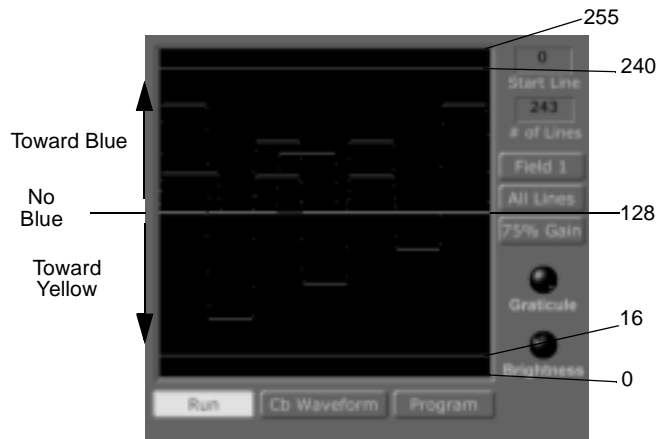 255
240
0
Start Line
243
# of Lines
Toward Blue
Field 1
No
Blue
All Lines
128
75% Gain
Toward
Yellow
Graticule
16
Brightness
0
Run
Cb Waveform
Program